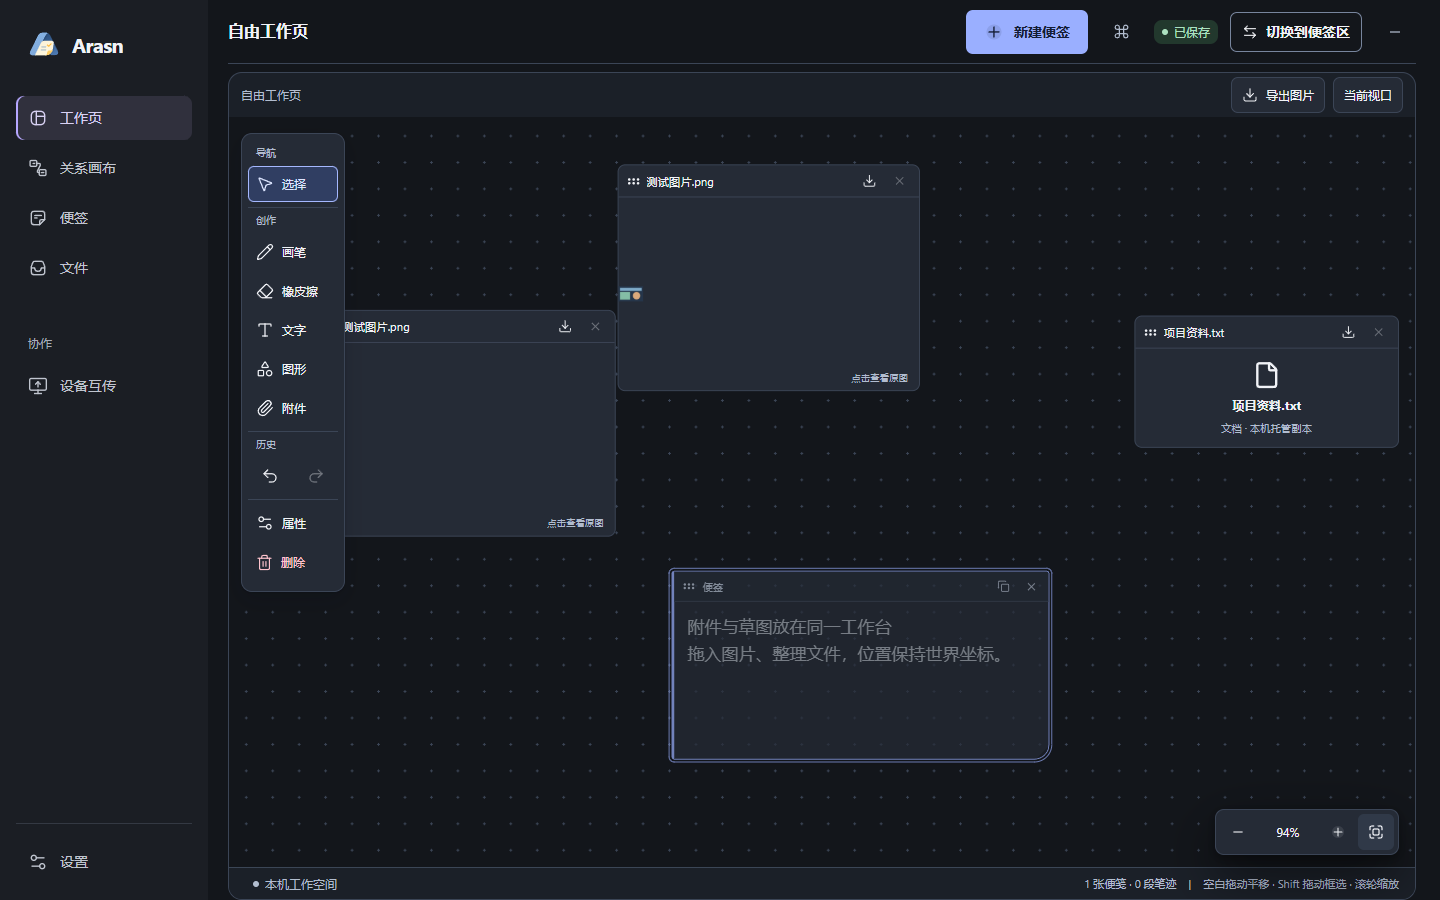 Arasn
工作页
关系画布
便签
文件
协作
设备互传
设置
自由工作页
新建便签
已保存
切换到便签区
自由工作页
导出图片
当前视口
导航
选择
创作
画笔
橡皮擦
文字
图形
附件
历史
属性
删除
测试图片.png
点击查看原图
测试图片.png
点击查看原图
项目资料.txt
项目资料.txt
文档 · 本机托管副本
便签
附件与草图放在同一工作台
拖入图片、整理文件，位置保持世界坐标。
94%
本机工作空间
1 张便笺 · 0 段笔迹 | 空白拖动平移 · Shift 拖动框选 · 滚轮缩放